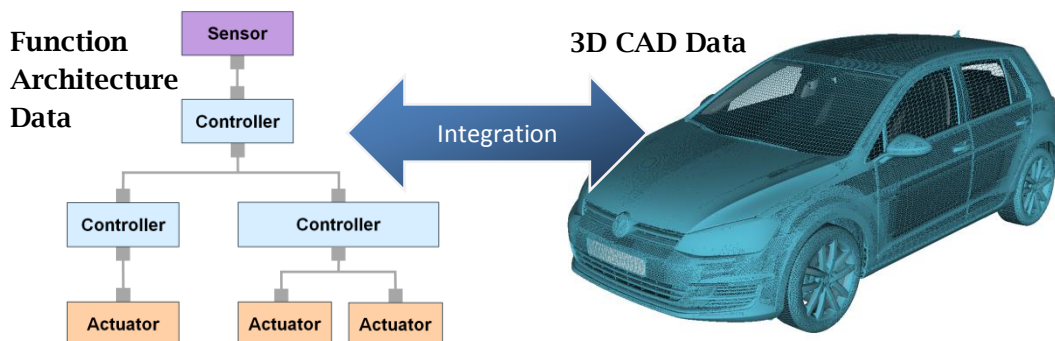 Function
Architecture
Data
Sensor
Controller
Controller
Controller
Actuator
Actuator
Actuator
Integration
3D CAD Data